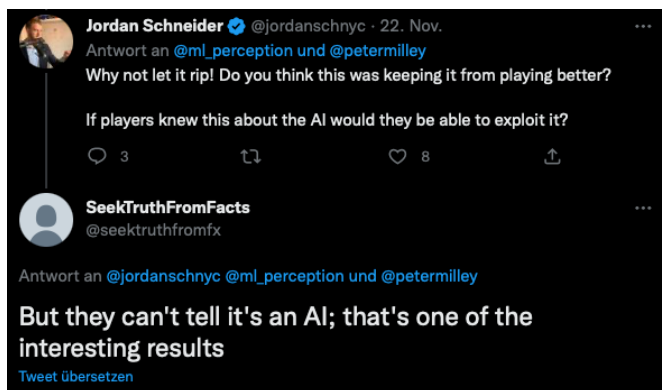 Jordan Schneider @jordanschnyc · 22. Nov.
Antwort an @ml_perception und @petermilley
Why not let it rip! Do you think this was keeping it from playing better?
If players knew this about the AI would they be able to exploit it?
3 8
SeekTruthFromFacts
@seektruthfromfx
Antwort an @jordanschnyc @ml_perception und @petermilley
But they can't tell it's an AI; that's one of the
interesting results
Tweet übersetzen